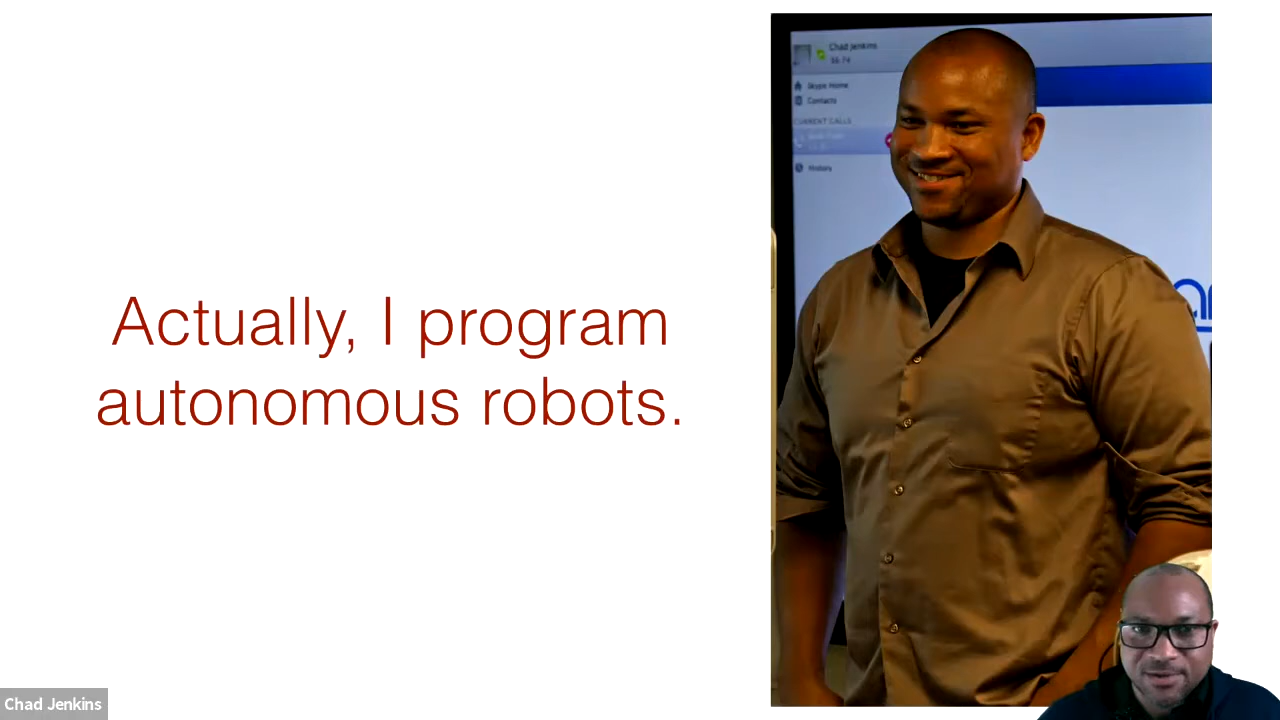 Chad Jenkins
Skype Home
Contacts
CURRENT CALLS
History
Actually, I program
autonomous robots.
Chad Jenkins